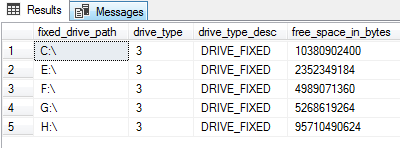 Results Messages
fixed_drive_path drive_type drive_type_desc free_space_in_bytes
1 C:\ 3 DRIVE_FIXED 10380902400
2 E:\ 3 DRIVE_FIXED 2352349184
3 F:\ 3 DRIVE_FIXED 4989071360
4 G:\ 3 DRIVE_FIXED 5268619264
5 H:\ 3 DRIVE_FIXED 95710490624